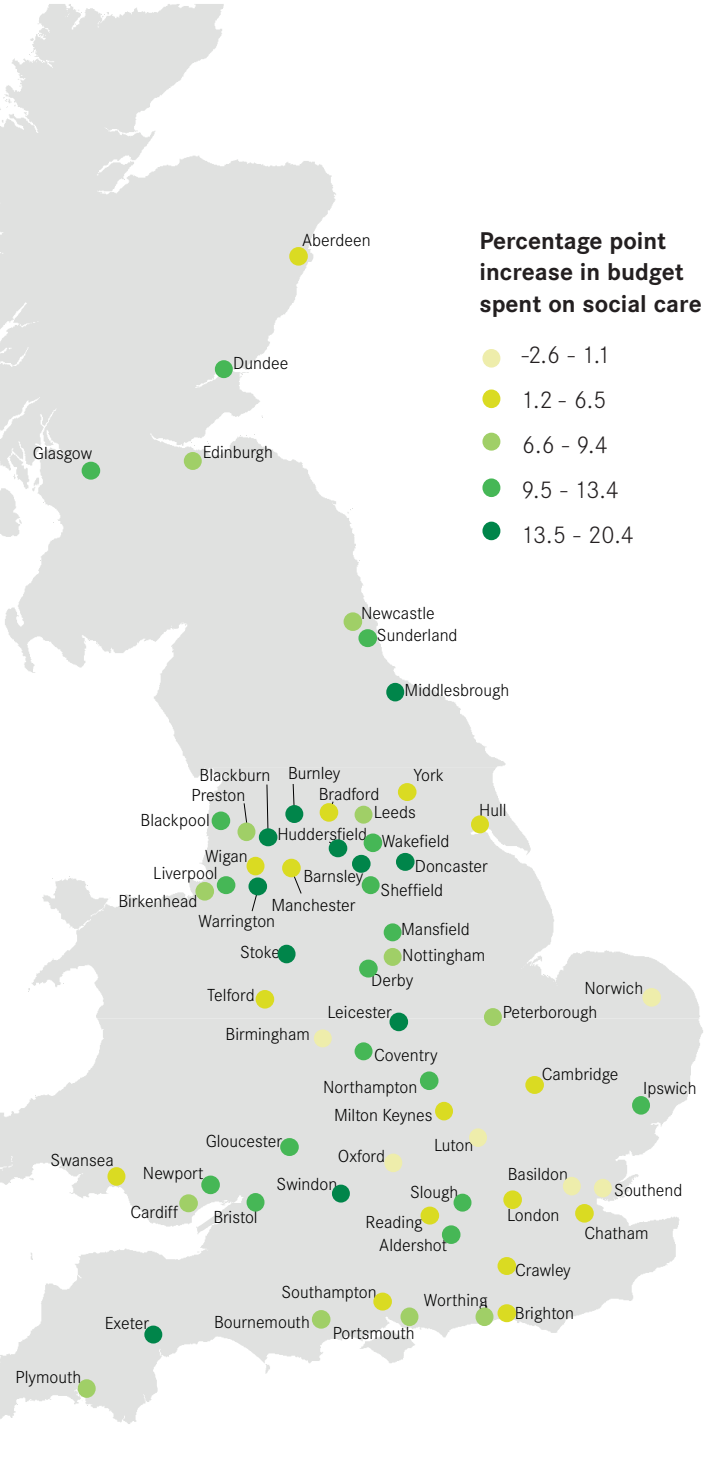 Aberdeen
Percentage point
increase in budget
spent on social care
-2.6 - 1.1
1.2 - 6.5
6.6 - 9.4
9.5 - 13.4
13.5 - 20.4
Dundee
Glasgow
Edinburgh
Newcastle
Sunderland
Middlesbrough
Blackburn
Burnley
York
Preston
Bradford
Blackpool
Leeds
Hull
Huddersfield
Wakefield
Wigan
Liverpool
Barnsley
Doncaster
Sheffield
Birkenhead
Manchester
Warrington
Mansfield
Stoke
Nottingham
Derby
Telford
Norwich
Leicester
Peterborough
Birmingham
Coventry
Northampton
Cambridge
Ipswich
Milton Keynes
Gloucester
Luton
Oxford
Swansea
Newport
Swindon
Basildon
Southend
Slough
Cardiff
Bristol
Reading
London
Chatham
Aldershot
Crawley
Southampton
Worthing
Brighton
Exeter
Bournemouth
Portsmouth
Plymouth